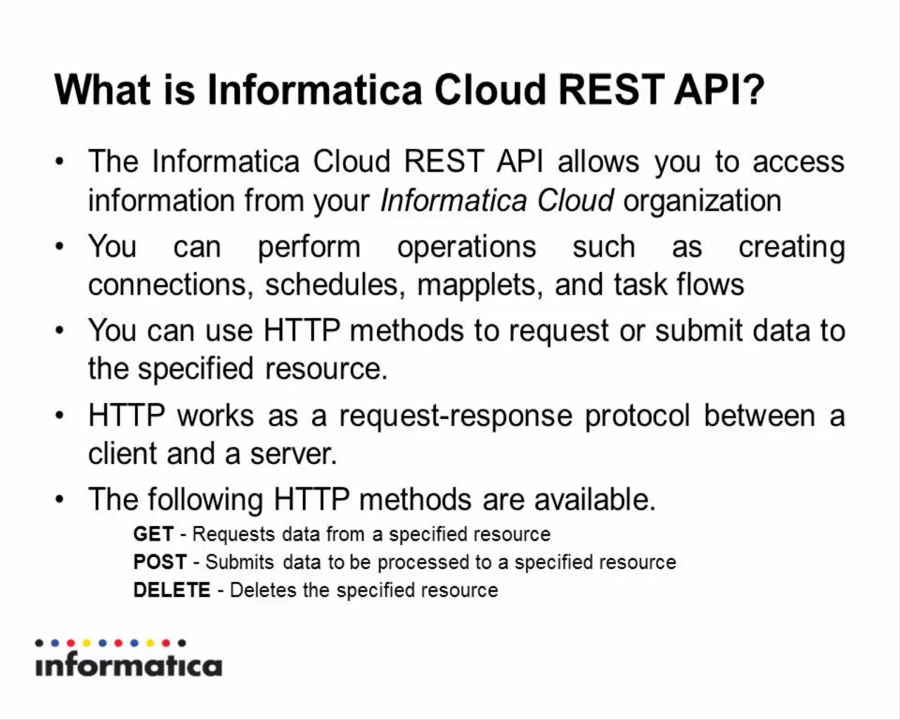 What is Informatica Cloud REST API?
• The Informatica Cloud REST API allows you to access
information from your Informatica Cloud organization
• You can perform operations such as creating
connections, schedules, mapplets, and task flows
• You can use HTTP methods to request or submit data to
the specified resource.
• HTTP works as a request-response protocol between a
client and a server.
• The following HTTP methods are available.
GET - Requests data from a specified resource
POST - Submits data to be processed to a specified resource
DELETE - Deletes the specified resource
informatica